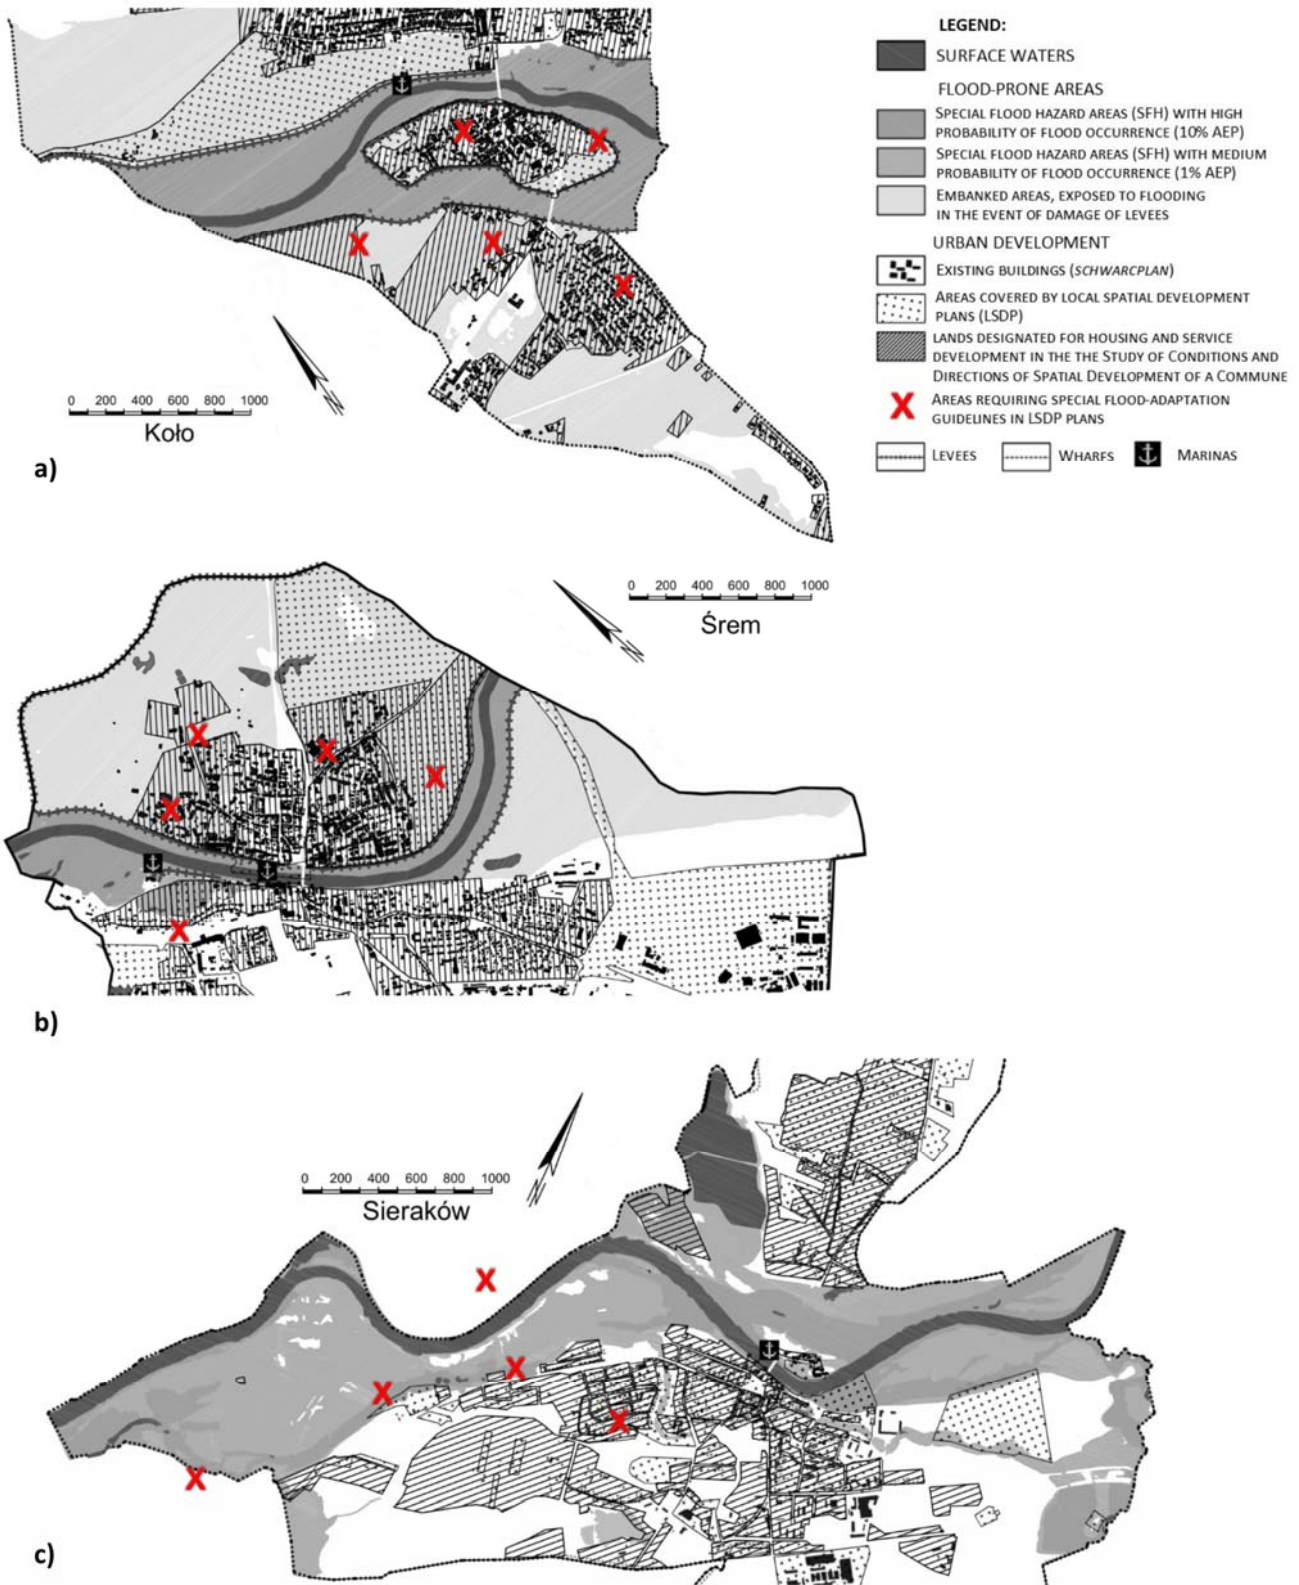 LEGEND:
SURFACE WATERS
FLOOD-PRONE AREAS
SPECIAL FLOOD HAZARD AREAS (SFH) WITH HIGH
PROBABILITY OF FLOOD OCCURRENCE (10% AEP)
SPECIAL FLOOD HAZARD AREAS (SFH) WITH MEDIUM
PROBABILITY OF FLOOD OCCURRENCE (1% AEP)
EMBANKED AREAS, EXPOSED TO FLOODING
IN THE EVENT OF DAMAGE OF LEVEES
URBAN DEVELOPMENT
EXISTING BUILDINGS (SCHWARCPLAN)
AREAS COVERED BY LOCAL SPATIAL DEVELOPMENT
PLANS (LSDP)
LANDS DESIGNATED FOR HOUSING AND SERVICE
DEVELOPMENT IN THE THE STUDY OF CONDITIONS AND
DIRECTIONS OF SPATIAL DEVELOPMENT OF A COMMUNE
X AREAS REQUIRING SPECIAL FLOOD-ADAPTATION
GUIDELINES IN LSDP PLANS
LEVEES WHARFS MARINAS
0 200 400 600 800 1000
Koło
a)
0 200 400 600 800 1000
Śrem
b)
0 200 400 600 800 1000
Sieraków
c)